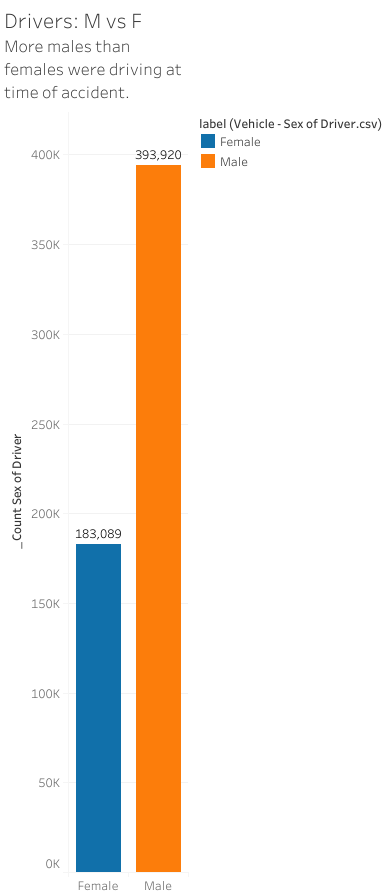 Drivers: M vs F
More males than
females were driving at
time of accident.
label (Vehicle - Sex of Driver.csv)
Female
Male
_Count Sex of Driver
400K
350K
300K
250K
200K
150K
100K
50K
0K
393,920
183,089
Female
Male